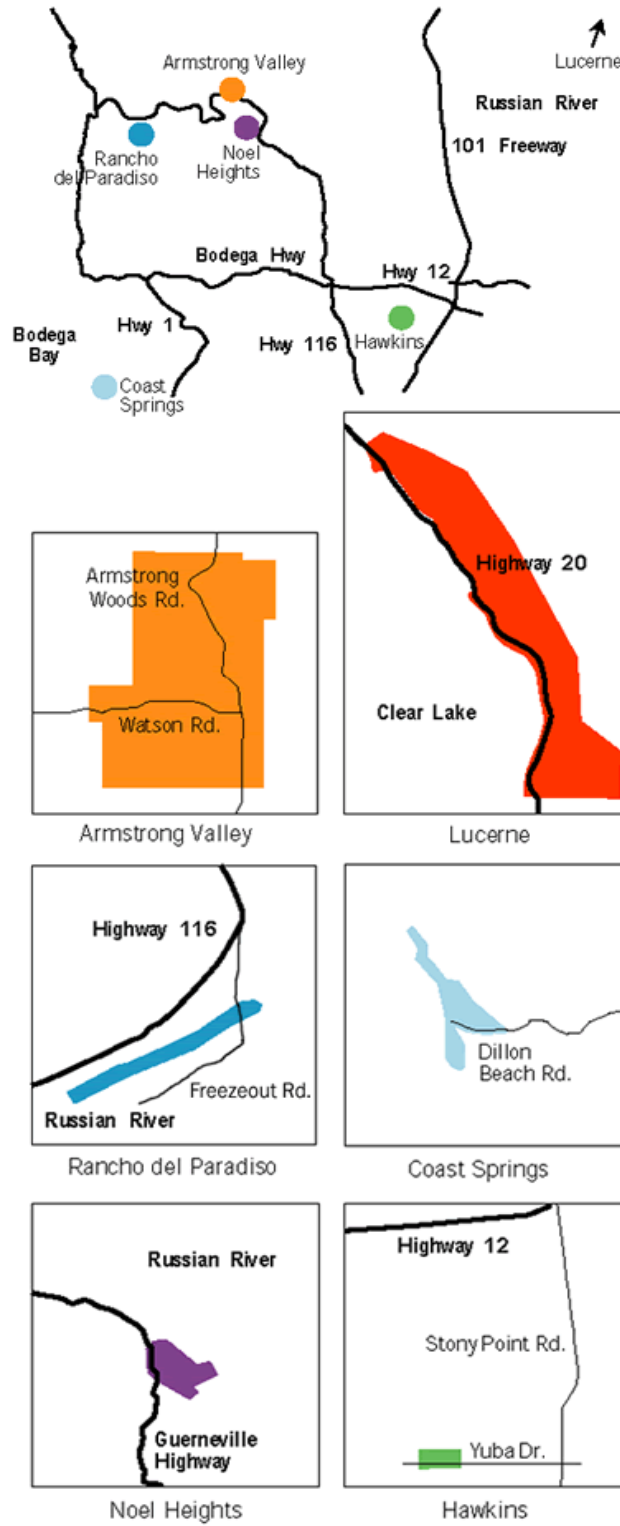 Lucerne
Armstrong Valley
Russian River
101 Freeway
Rancho
del Paradiso
Noel
Heights
Bodega Hwy
Hwy 12
Hwy 1
Bodega
Bay
Hwy 116
Hawkins
Coast
Springs
Armstrong
Woods Rd.
Watson Rd.
Armstrong Valley
Highway 20
Clear Lake
Lucerne
Highway 116
Freezeout Rd.
Russian River
Rancho del Paradiso
Dillon
Beach Rd.
Coast Springs
Russian River
Guerneville
Highway
Noel Heights
Highway 12
Stony Point Rd.
Yuba Dr.
Hawkins